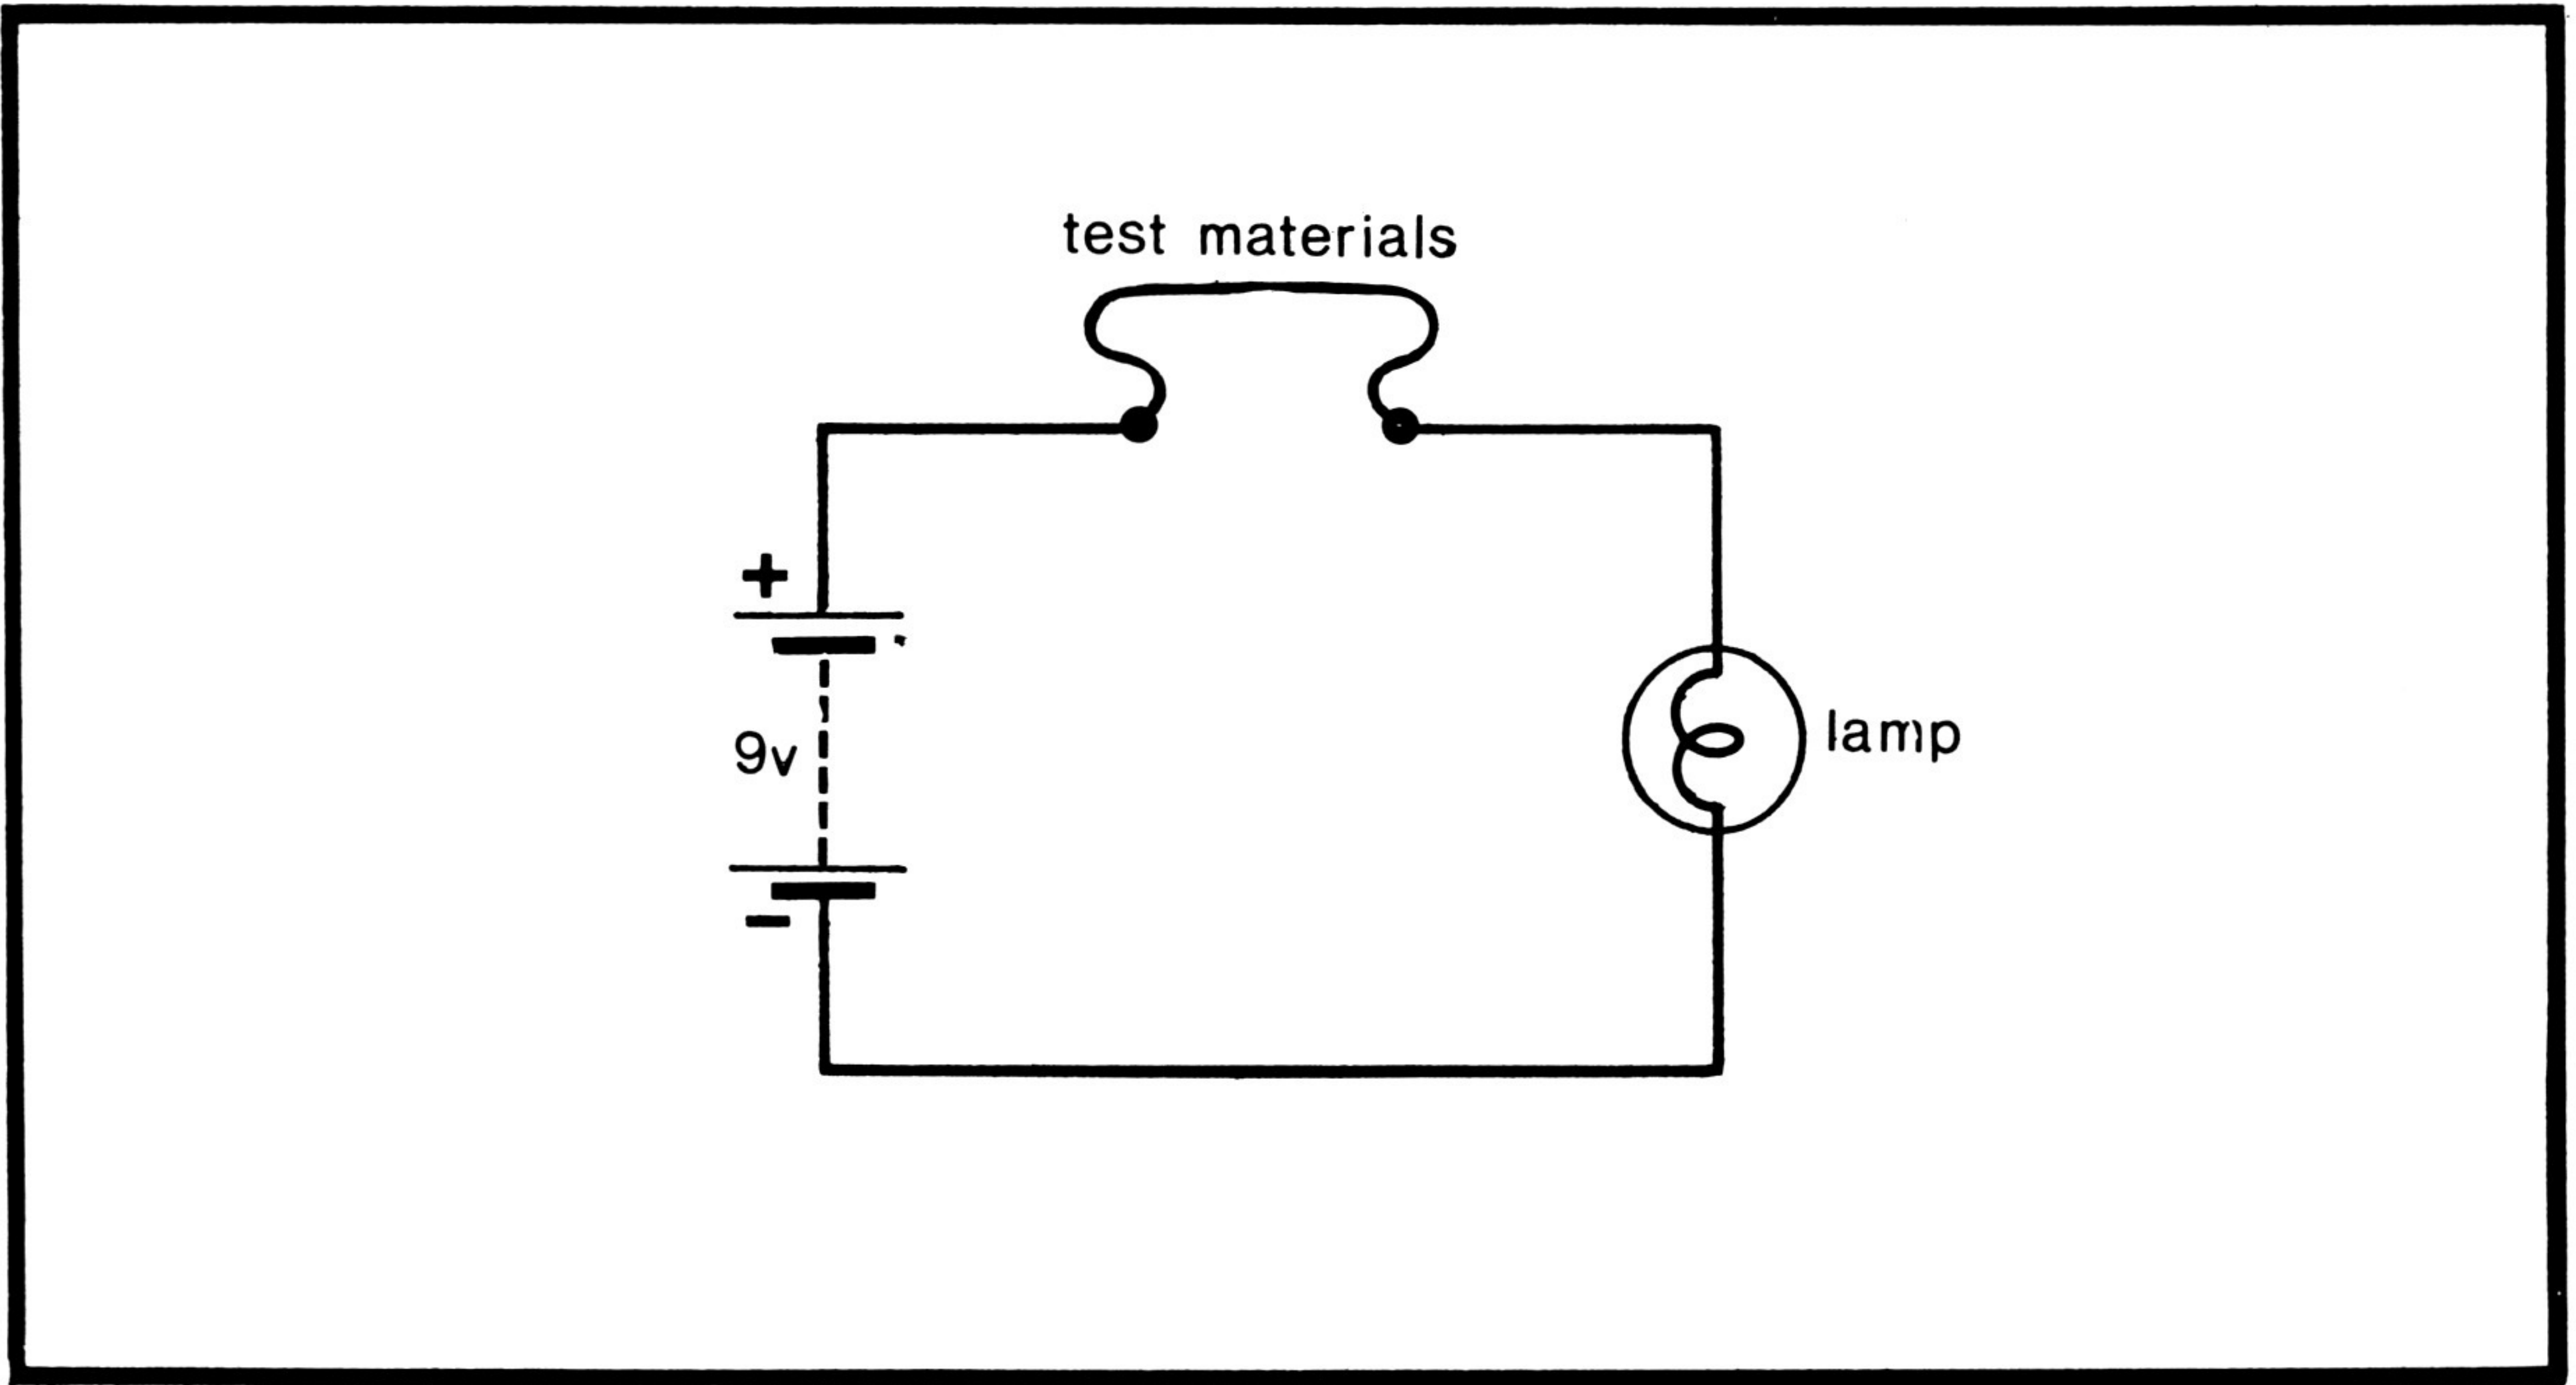 test materials
+
9v
lamp
−